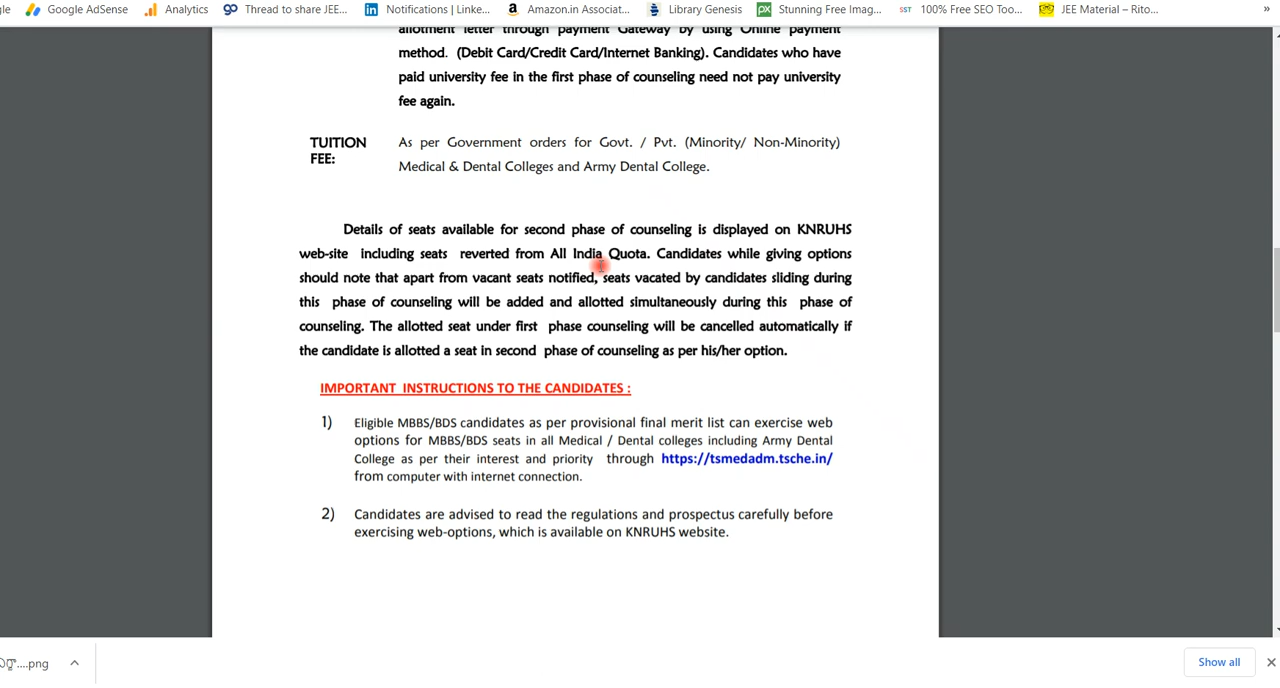 gle Google AdSense Analytics Thread to share JEE... Notifications | Linke... Amazon.in Associat... Library Genesis px Stunning Free Imag... SST 100% Free SEO Too... JEE Material – Rito... »
allotment letter through payment Gateway by using Online payment
method. (Debit Card/Credit Card/Internet Banking). Candidates who have
paid university fee in the first phase of counseling need not pay university
fee again.
TUITION FEE: As per Government orders for Govt. / Pvt. (Minority/ Non-Minority)
Medical & Dental Colleges and Army Dental College.
Details of seats available for second phase of counseling is displayed on KNRUHS
web-site including seats reverted from All India Quota. Candidates while giving options
should note that apart from vacant seats notified, seats vacated by candidates sliding during
this phase of counseling will be added and allotted simultaneously during this phase of
counseling. The allotted seat under first phase counseling will be cancelled automatically if
the candidate is allotted a seat in second phase of counseling as per his/her option.
IMPORTANT INSTRUCTIONS TO THE CANDIDATES :
1) Eligible MBBS/BDS candidates as per provisional final merit list can exercise web
options for MBBS/BDS seats in all Medical / Dental colleges including Army Dental
College as per their interest and priority through https://tsmedadm.tsche.in/
from computer with internet connection.
2) Candidates are advised to read the regulations and prospectus carefully before
exercising web-options, which is available on KNRUHS website.
....png Show all